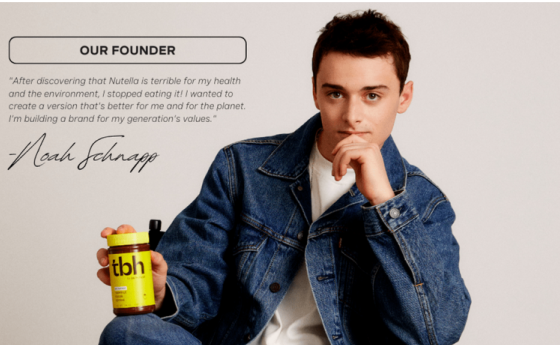 OUR FOUNDER
"After discovering that Nutella is terrible for my health
and the environment, I stopped eating it! I wanted to
create a version that's better for me and for the planet.
I'm building a brand for my generation's values."
-Noah Schnapp
tbh